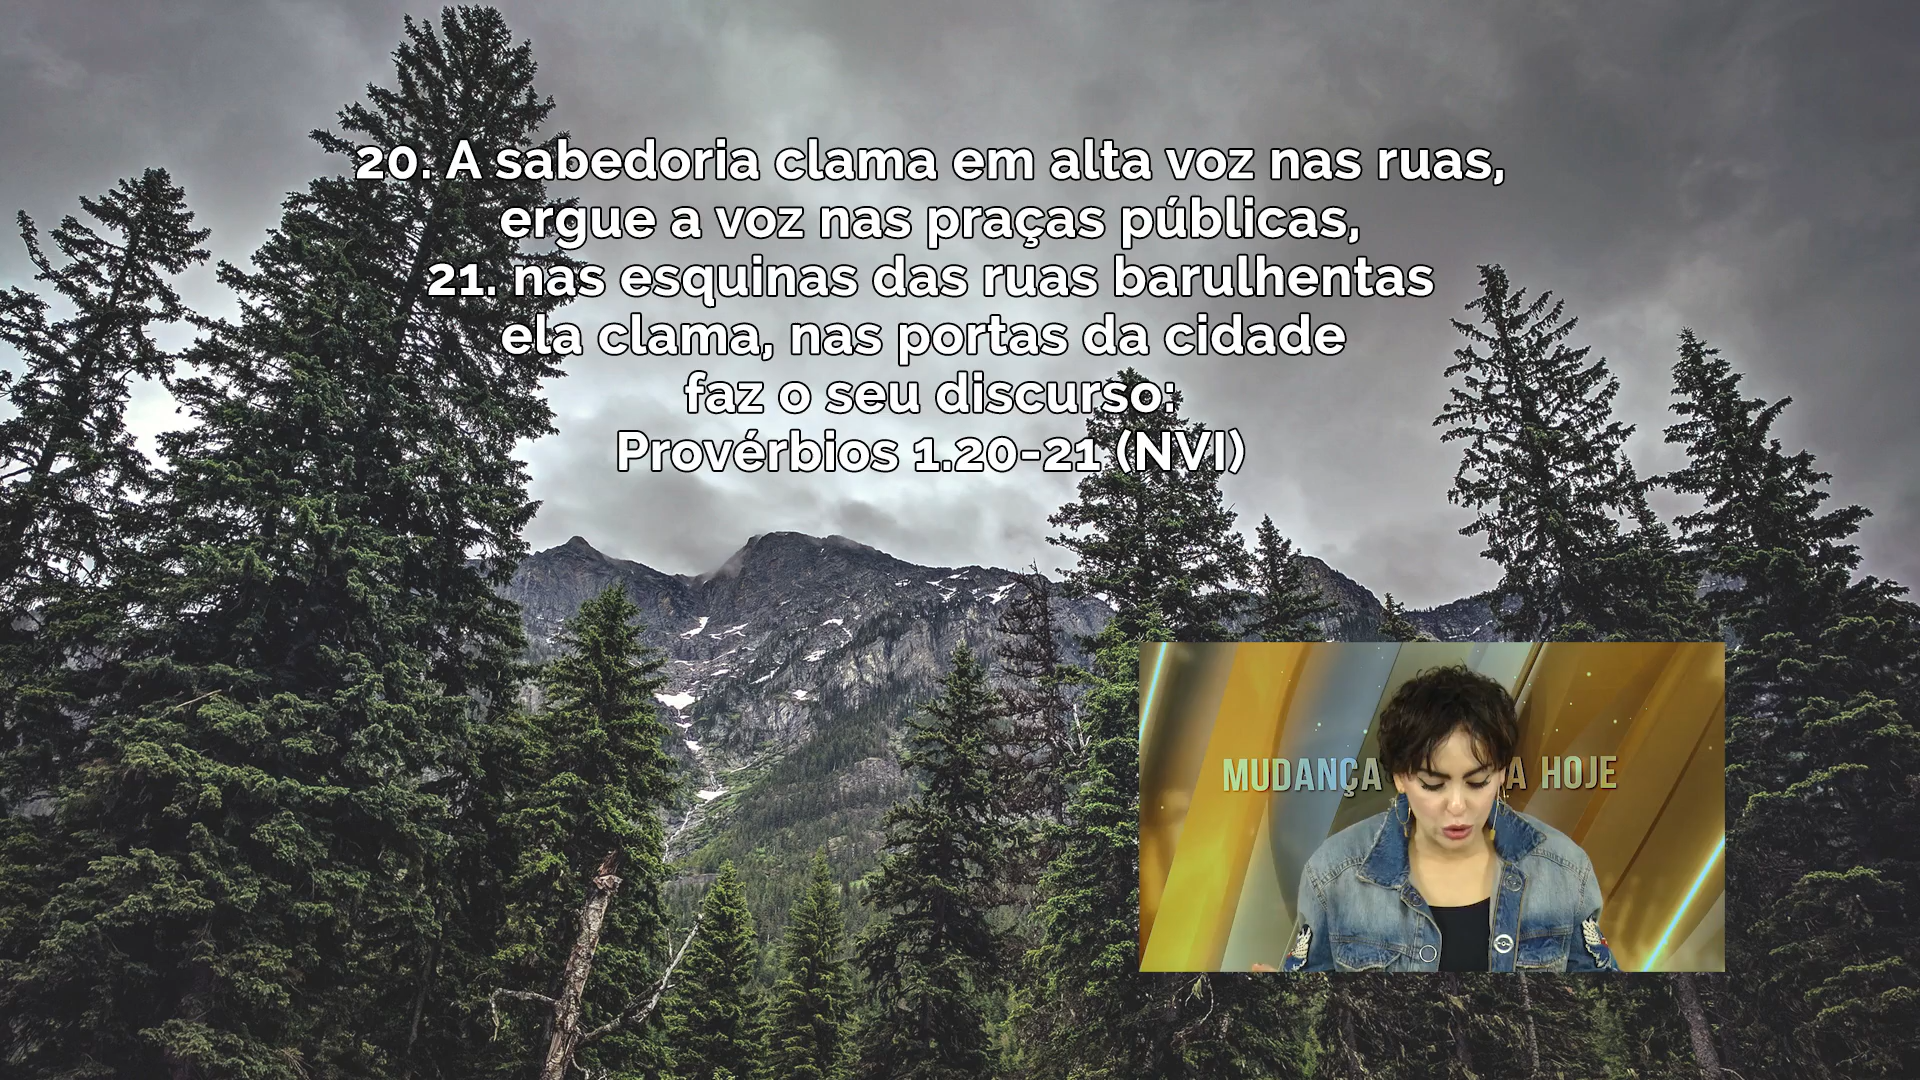 20. A sabedoria clama em alta voz nas ruas,
ergue a voz nas praças públicas,
21. nas esquinas das ruas barulhentas
ela clama, nas portas da cidade
faz o seu discurso:
Provérbios 1.20-21 (NVI)
MUDANÇA A HOJE